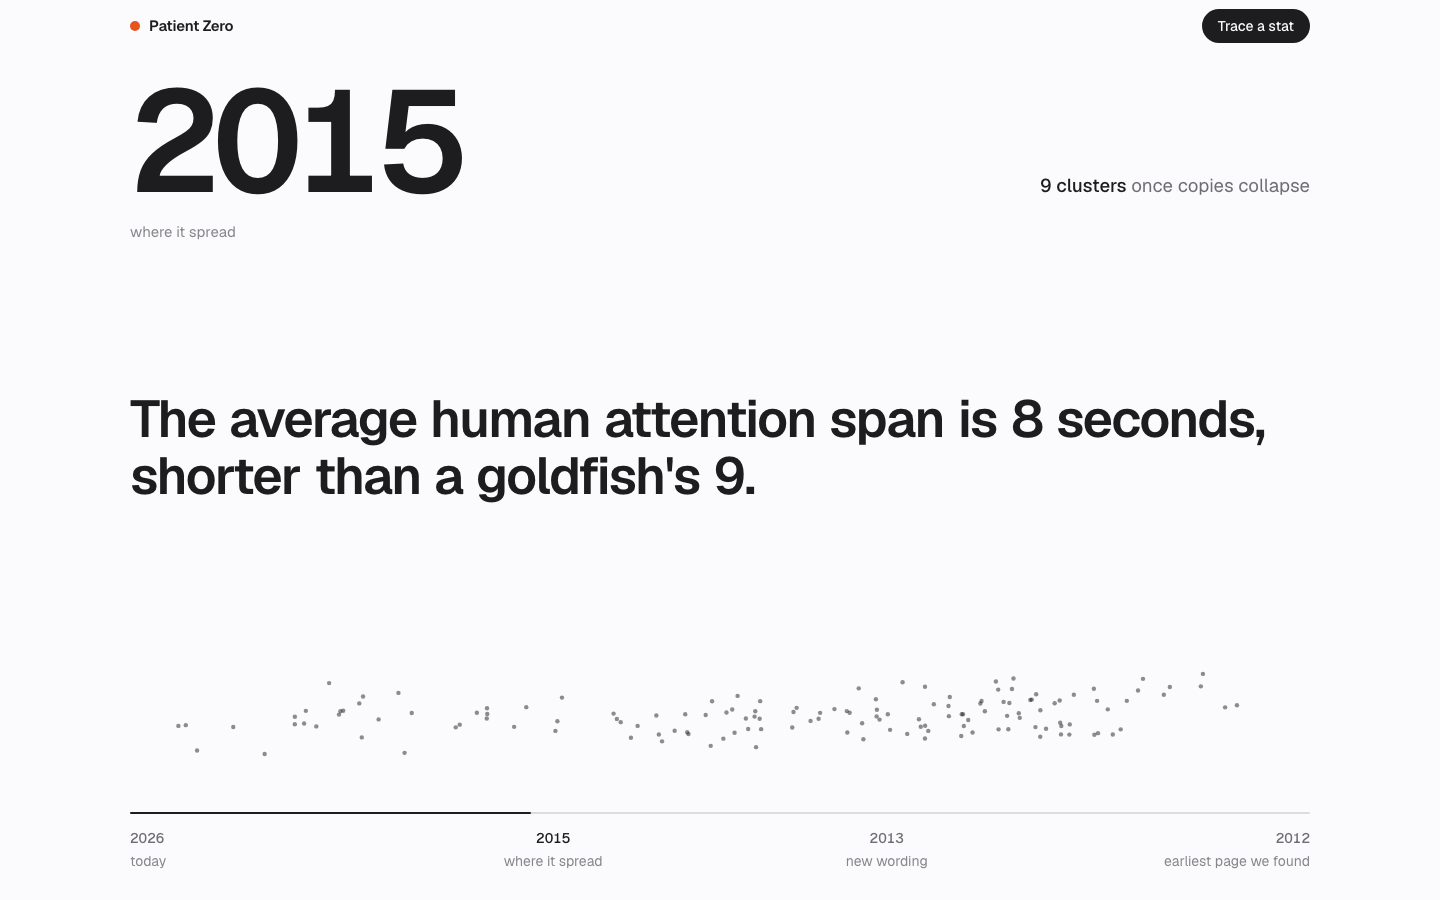 Patient Zero
Trace a stat
2015
9 clusters once copies collapse
where it spread
The average human attention span is 8 seconds,
shorter than a goldfish's 9.
2026
2015
2013
2012
today
where it spread
new wording
earliest page we found